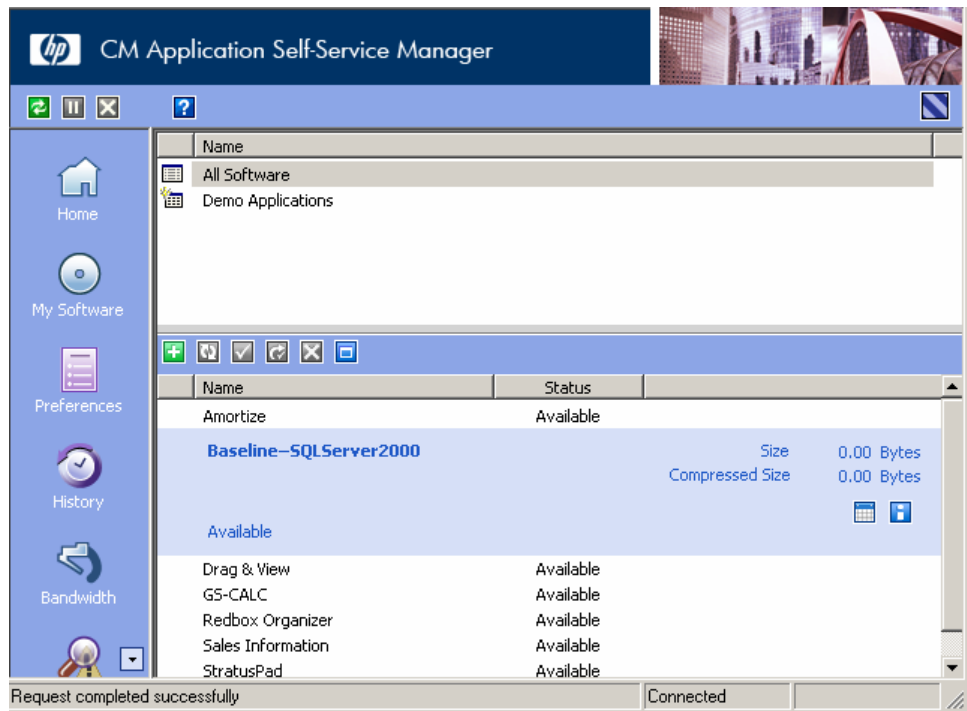 hp CM Application Self-Service Manager
?
Name
All Software
Demo Applications
Home
My Software
Preferences
History
Bandwidth
Name Status
Amortize Available
Baseline–SQLServer2000 Size 0.00 Bytes
Compressed Size 0.00 Bytes
Available
Drag & View Available
GS-CALC Available
Redbox Organizer Available
Sales Information Available
StratusPad Available
Request completed successfully Connected